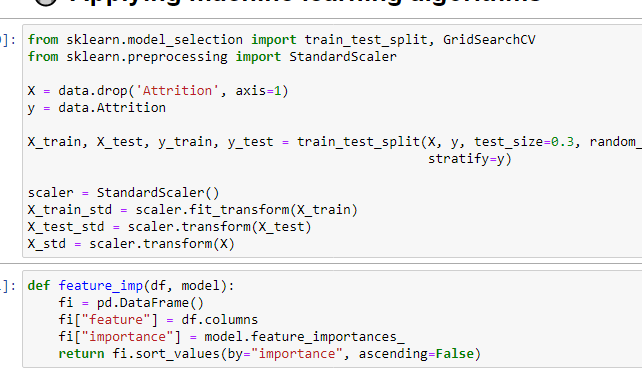 Applying machine learning algorithms
]: from sklearn.model_selection import train_test_split, GridSearchCV
from sklearn.preprocessing import StandardScaler
X = data.drop('Attrition', axis=1)
y = data.Attrition
X_train, X_test, y_train, y_test = train_test_split(X, y, test_size=0.3, random_
stratify=y)
scaler = StandardScaler()
X_train_std = scaler.fit_transform(X_train)
X_test_std = scaler.transform(X_test)
X_std = scaler.transform(X)
]: def feature_imp(df, model):
fi = pd.DataFrame()
fi["feature"] = df.columns
fi["importance"] = model.feature_importances_
return fi.sort_values(by="importance", ascending=False)